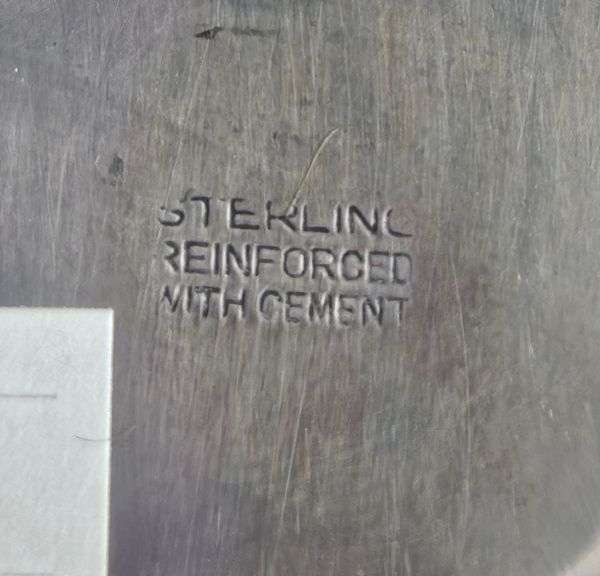 STERLING
REINFORCED
WITH CEMENT